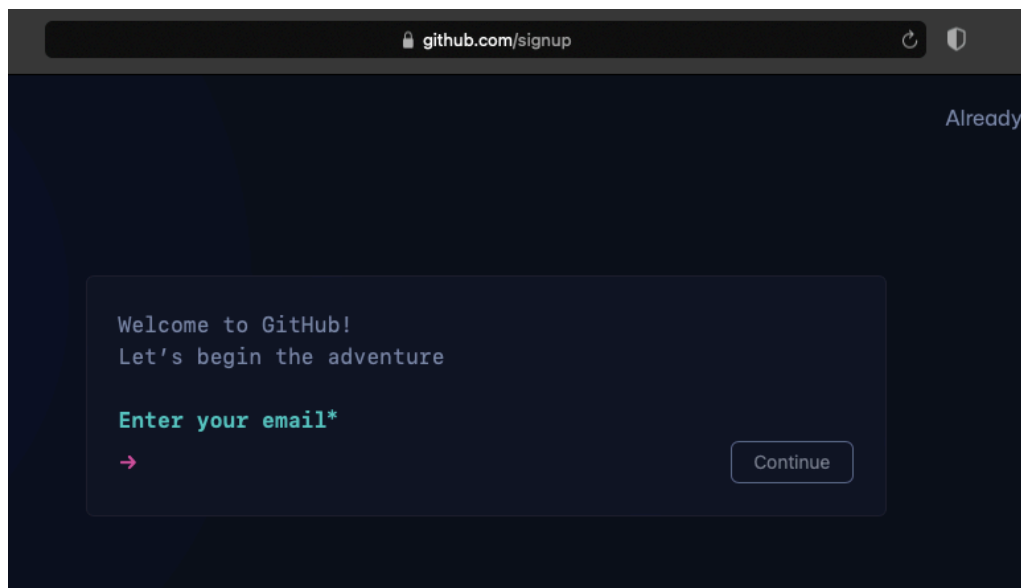 github.com/signup
Already
Welcome to GitHub!
Let's begin the adventure
Enter your email*
→
Continue